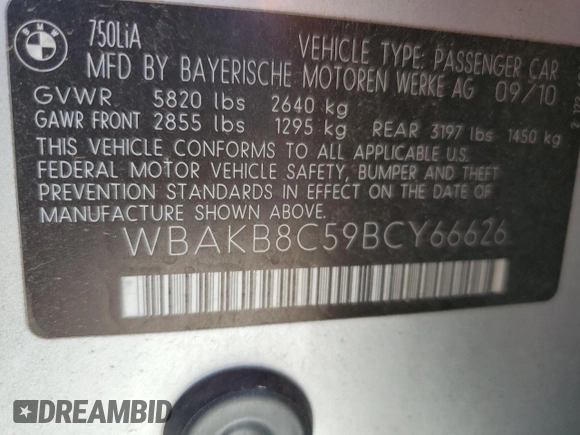 BMW
750LiA
VEHICLE TYPE: PASSENGER CAR
MFD BY BAYERISCHE MOTOREN WERKE AG 09/10
GVWR 5820 lbs 2640 kg
GAWR FRONT 2855 lbs 1295 kg REAR 3197 lbs 1450 kg
THIS VEHICLE CONFORMS TO ALL APPLICABLE U.S.
FEDERAL MOTOR VEHICLE SAFETY, BUMPER AND THEFT
PREVENTION STANDARDS IN EFFECT ON THE DATE OF
MANUFACTURE SHOWN ABOVE.
WBAKB8C59BCY66626
DREAMBID